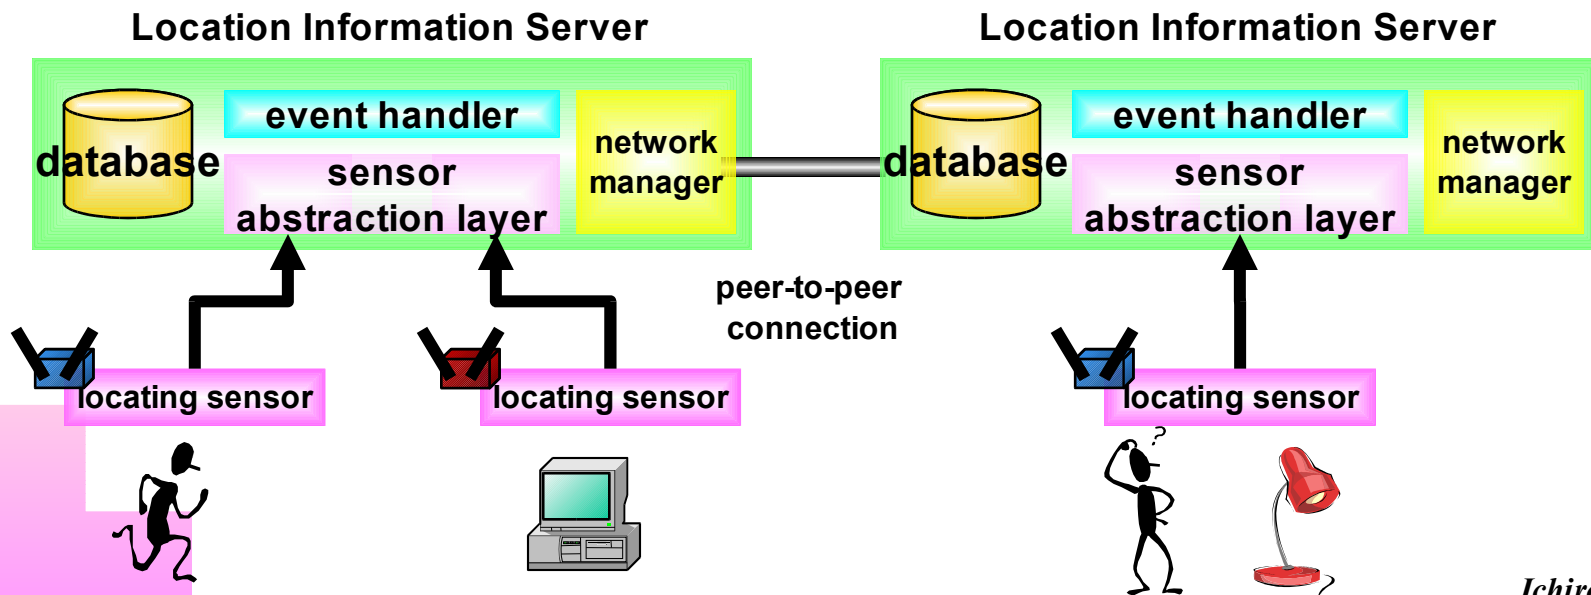 Location Information Server
database
event handler
sensor
abstraction layer
network
manager
Location Information Server
database
event handler
sensor
abstraction layer
network
manager
peer-to-peer
connection
locating sensor
locating sensor
locating sensor
?